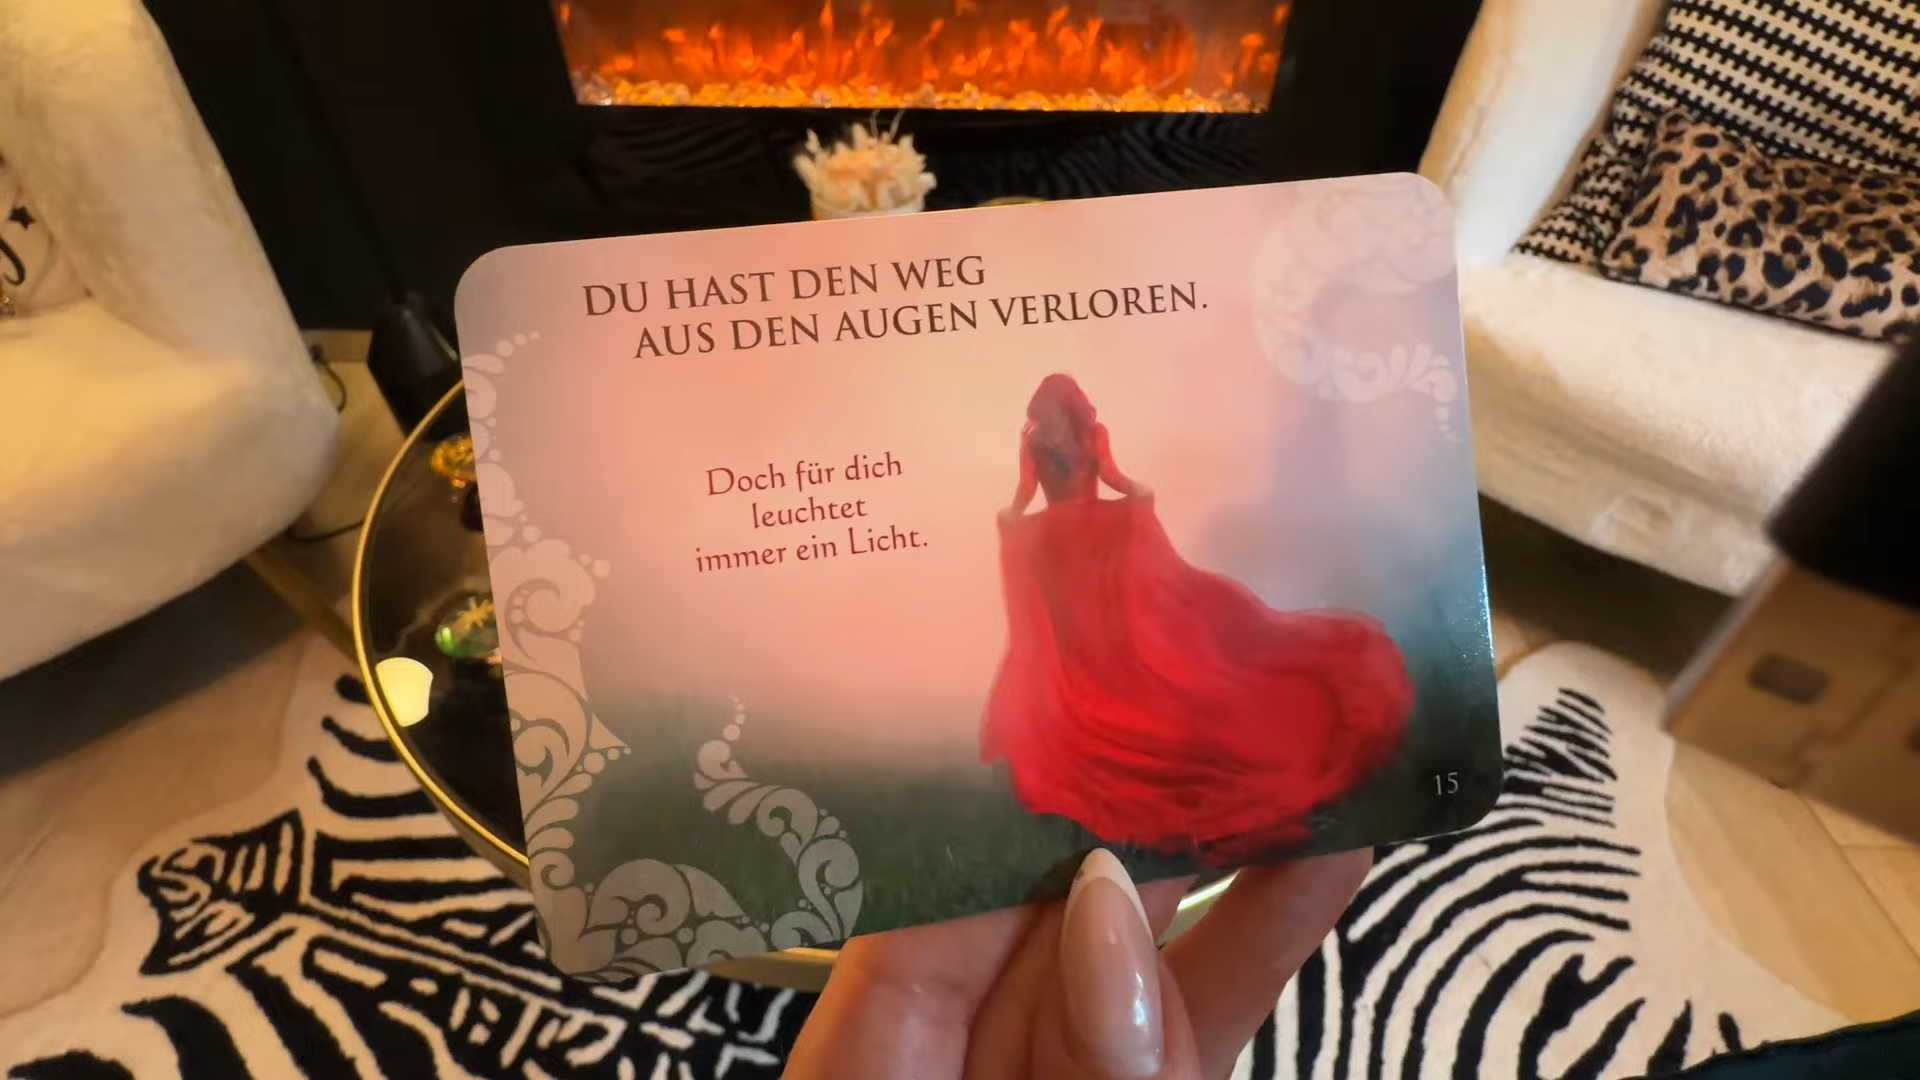 DU HAST DEN WEG
AUS DEN AUGEN VERLOREN.
Doch für dich
leuchtet
immer ein Licht.
15